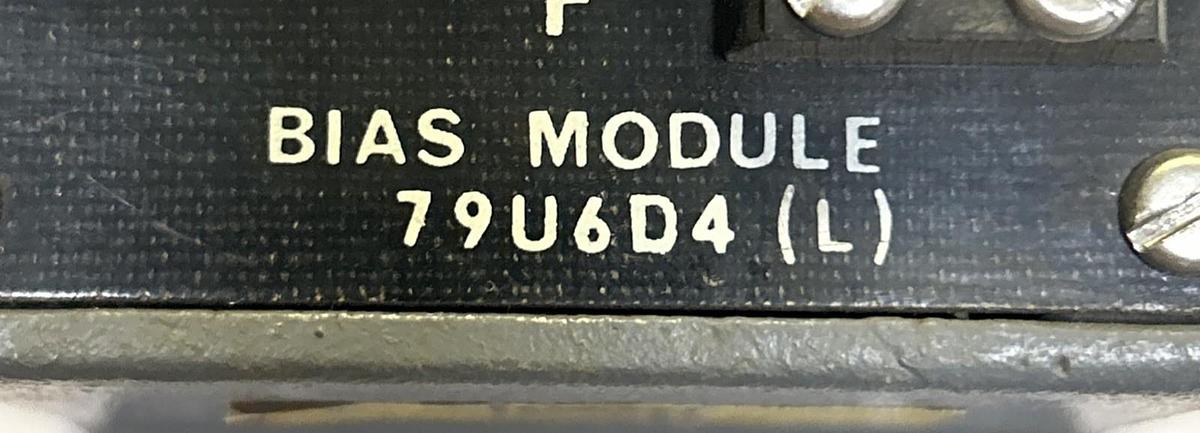 F
BIAS MODULE
79U6D4 (L)